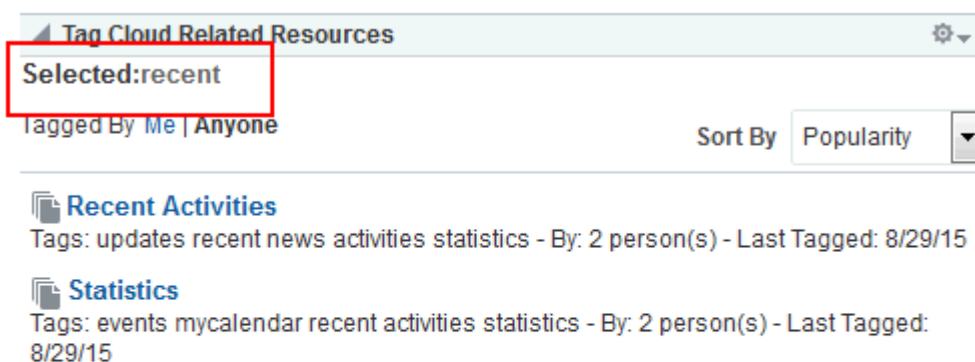 Tag Cloud Related Resources
Selected:recent
Tagged By Me | Anyone
Sort By Popularity
Recent Activities
Tags: updates recent news activities statistics - By: 2 person(s) - Last Tagged: 8/29/15
Statistics
Tags: events mycalendar recent activities statistics - By: 2 person(s) - Last Tagged:
8/29/15